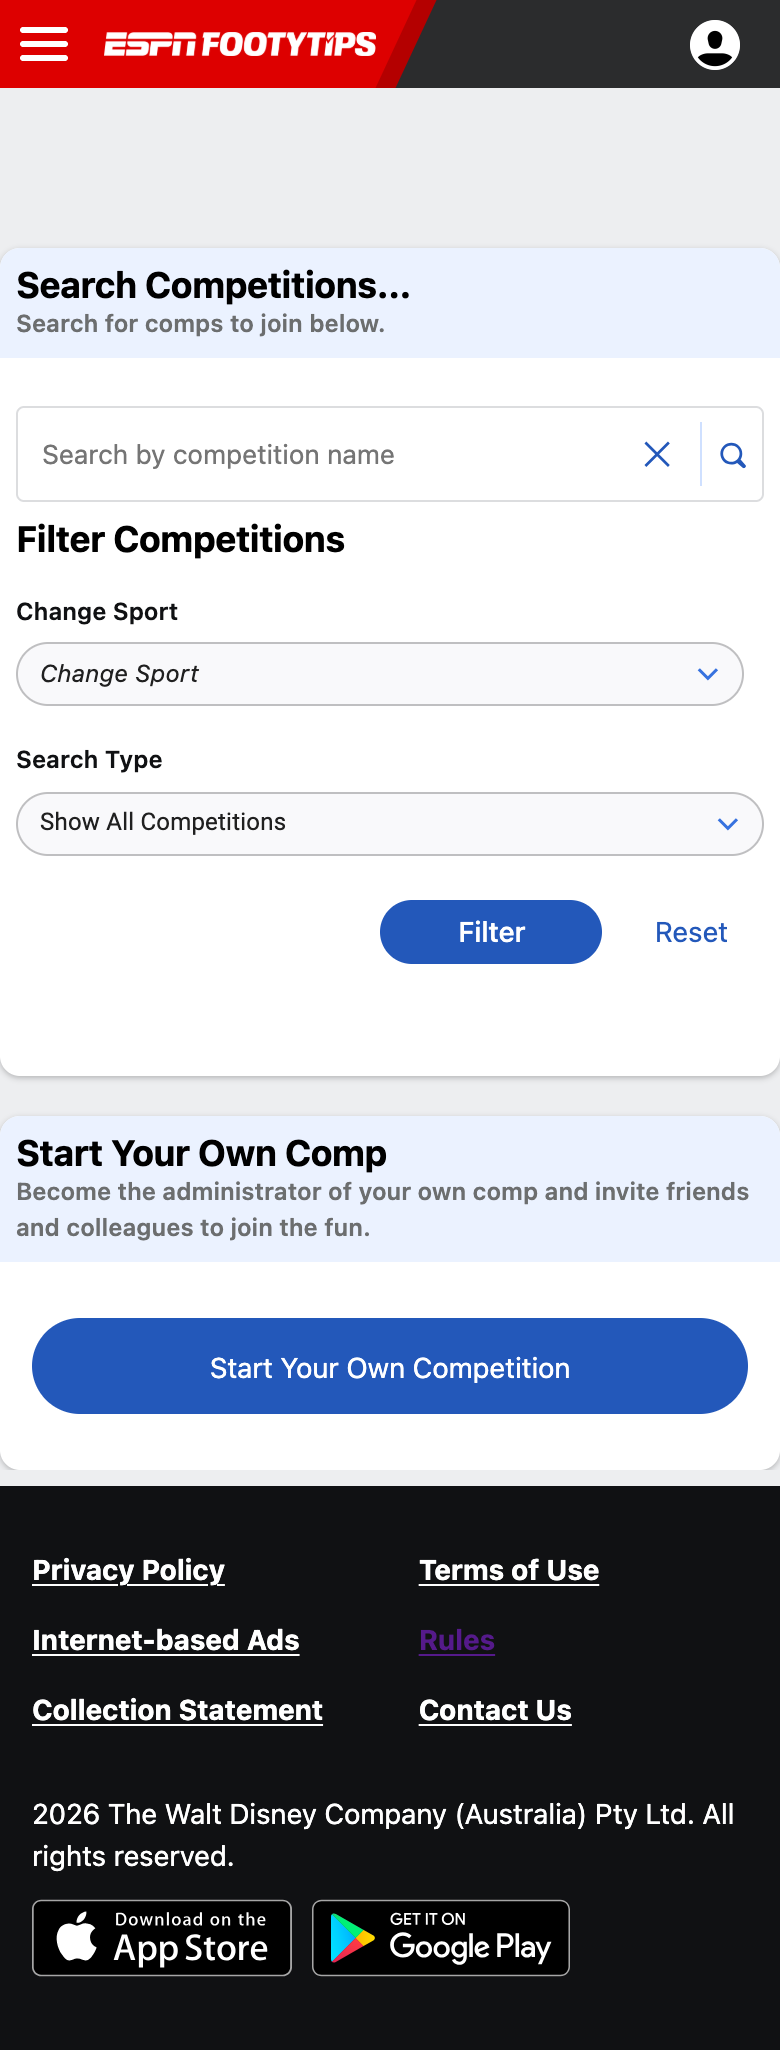 ESPN FOOTYTIPS
Search Competitions...
Search for comps to join below.
Search by competition name
Filter Competitions
Change Sport
Change Sport
Search Type
Show All Competitions
Filter Reset
Start Your Own Comp
Become the administrator of your own comp and invite friends
and colleagues to join the fun.
Start Your Own Competition
Privacy Policy Terms of Use
Internet-based Ads Rules
Collection Statement Contact Us
2026 The Walt Disney Company (Australia) Pty Ltd. All
rights reserved.
Download on the
App Store
GET IT ON
Google Play